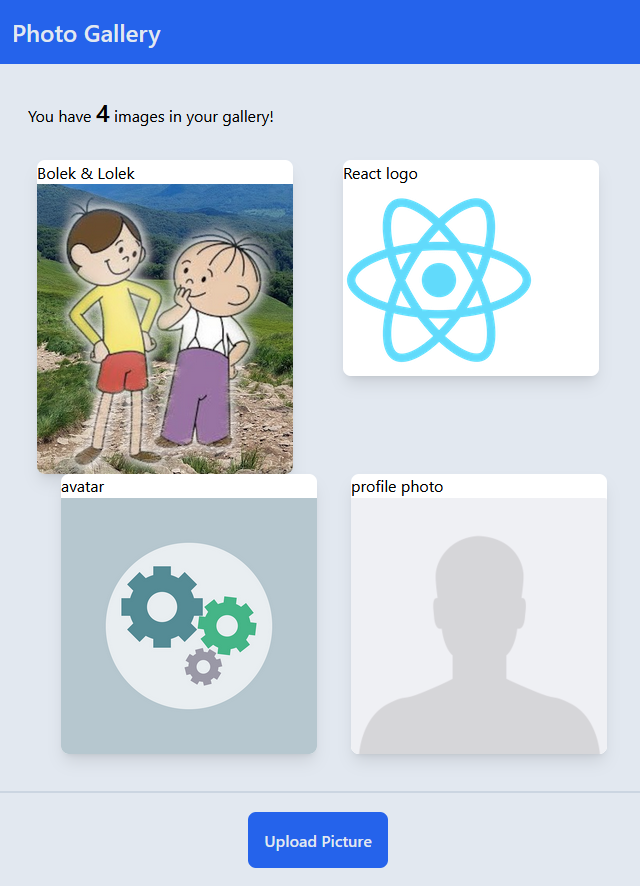 Photo Gallery
You have 4 images in your gallery!
Bolek & Lolek
React logo
avatar
profile photo
Upload Picture